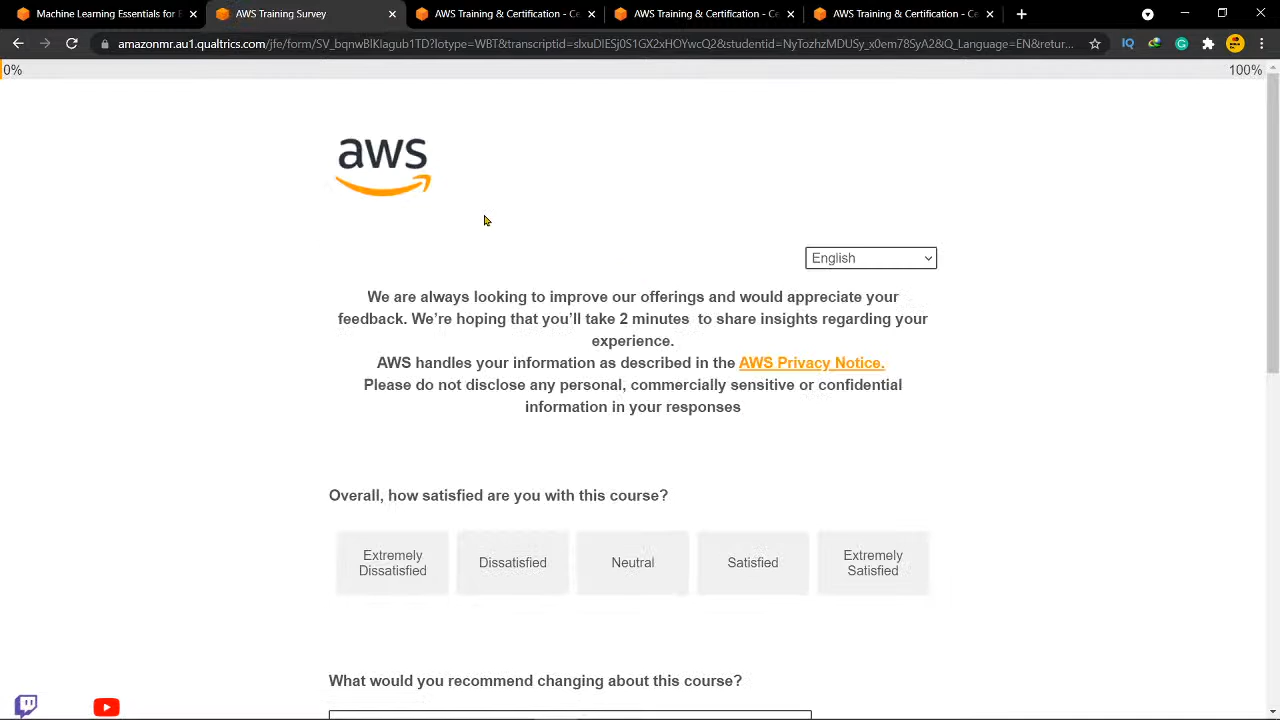 Machine Learning Essentials for E
AWS Training Survey
AWS Training & Certification - Ce
AWS Training & Certification - Ce
AWS Training & Certification - Ce
amazonmr.au1.qualtrics.com/jfe/form/SV_bqnwBlKlagub1TD?lotype=WBT&transcriptid=slxuDlESj0S1GX2xHOYwcQ2&studentid=NyTozhzMDUSy_x0em78SyA2&Q_Language=EN&retur...
0%
100%
aws
English
We are always looking to improve our offerings and would appreciate your
feedback. We're hoping that you'll take 2 minutes to share insights regarding your
experience.
AWS handles your information as described in the AWS Privacy Notice.
Please do not disclose any personal, commercially sensitive or confidential
information in your responses
Overall, how satisfied are you with this course?
Extremely
Dissatisfied
Dissatisfied
Neutral
Satisfied
Extremely
Satisfied
What would you recommend changing about this course?